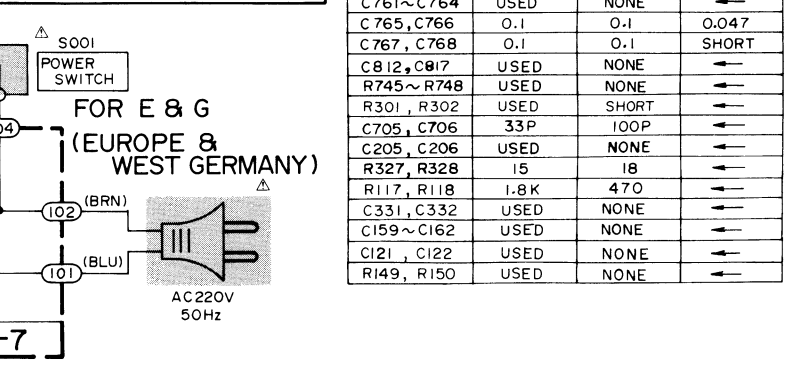 C761~C764 USED NONE ←
C765, C766 0.1 0.1 0.047
C767, C768 0.1 0.1 SHORT
C812, C817 USED NONE ←
R745~R748 USED NONE ←
R301, R302 USED SHORT ←
C705, C706 33P 100P ←
C205, C206 USED NONE ←
R327, R328 15 18 ←
R117, R118 1.8K 470 ←
C331, C332 USED NONE ←
C159~C162 USED NONE ←
C121, C122 USED NONE ←
R149, R150 USED NONE ←
S001
POWER
SWITCH
FOR E & G
(EUROPE &
WEST GERMANY)
102 (BRN)
101 (BLU)
AC220V
50Hz
-7